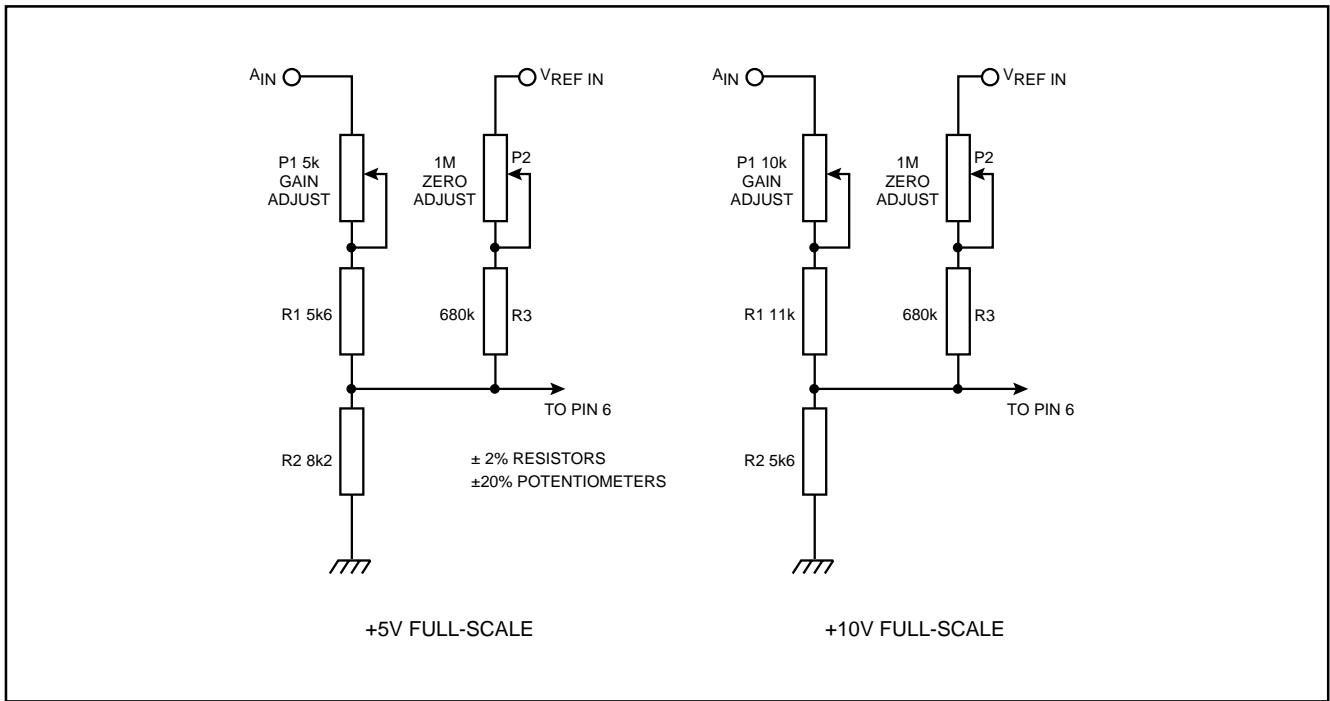 AIN
VREF IN
P1 5k
GAIN
ADJUST
1M
ZERO
ADJUST
P2
R1 5k6
680k
R3
TO PIN 6
R2 8k2
± 2% RESISTORS
±20% POTENTIOMETERS
+5V FULL-SCALE
AIN
VREF IN
P1 10k
GAIN
ADJUST
1M
ZERO
ADJUST
P2
R1 11k
680k
R3
TO PIN 6
R2 5k6
+10V FULL-SCALE